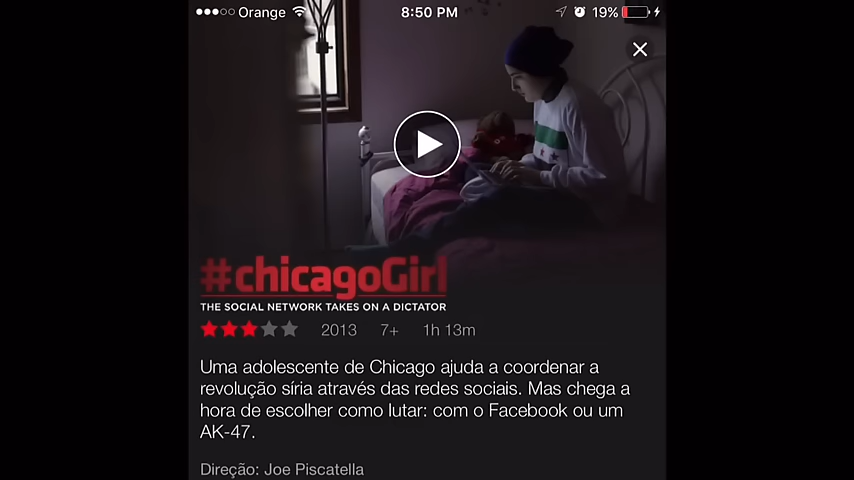 Orange 8:50 PM 19%
#chicagoGirl
THE SOCIAL NETWORK TAKES ON A DICTATOR
2013 7+ 1h 13m
Uma adolescente de Chicago ajuda a coordenar a
revolução síria através das redes sociais. Mas chega a
hora de escolher como lutar: com o Facebook ou um
AK-47.
Direção: Joe Piscatella